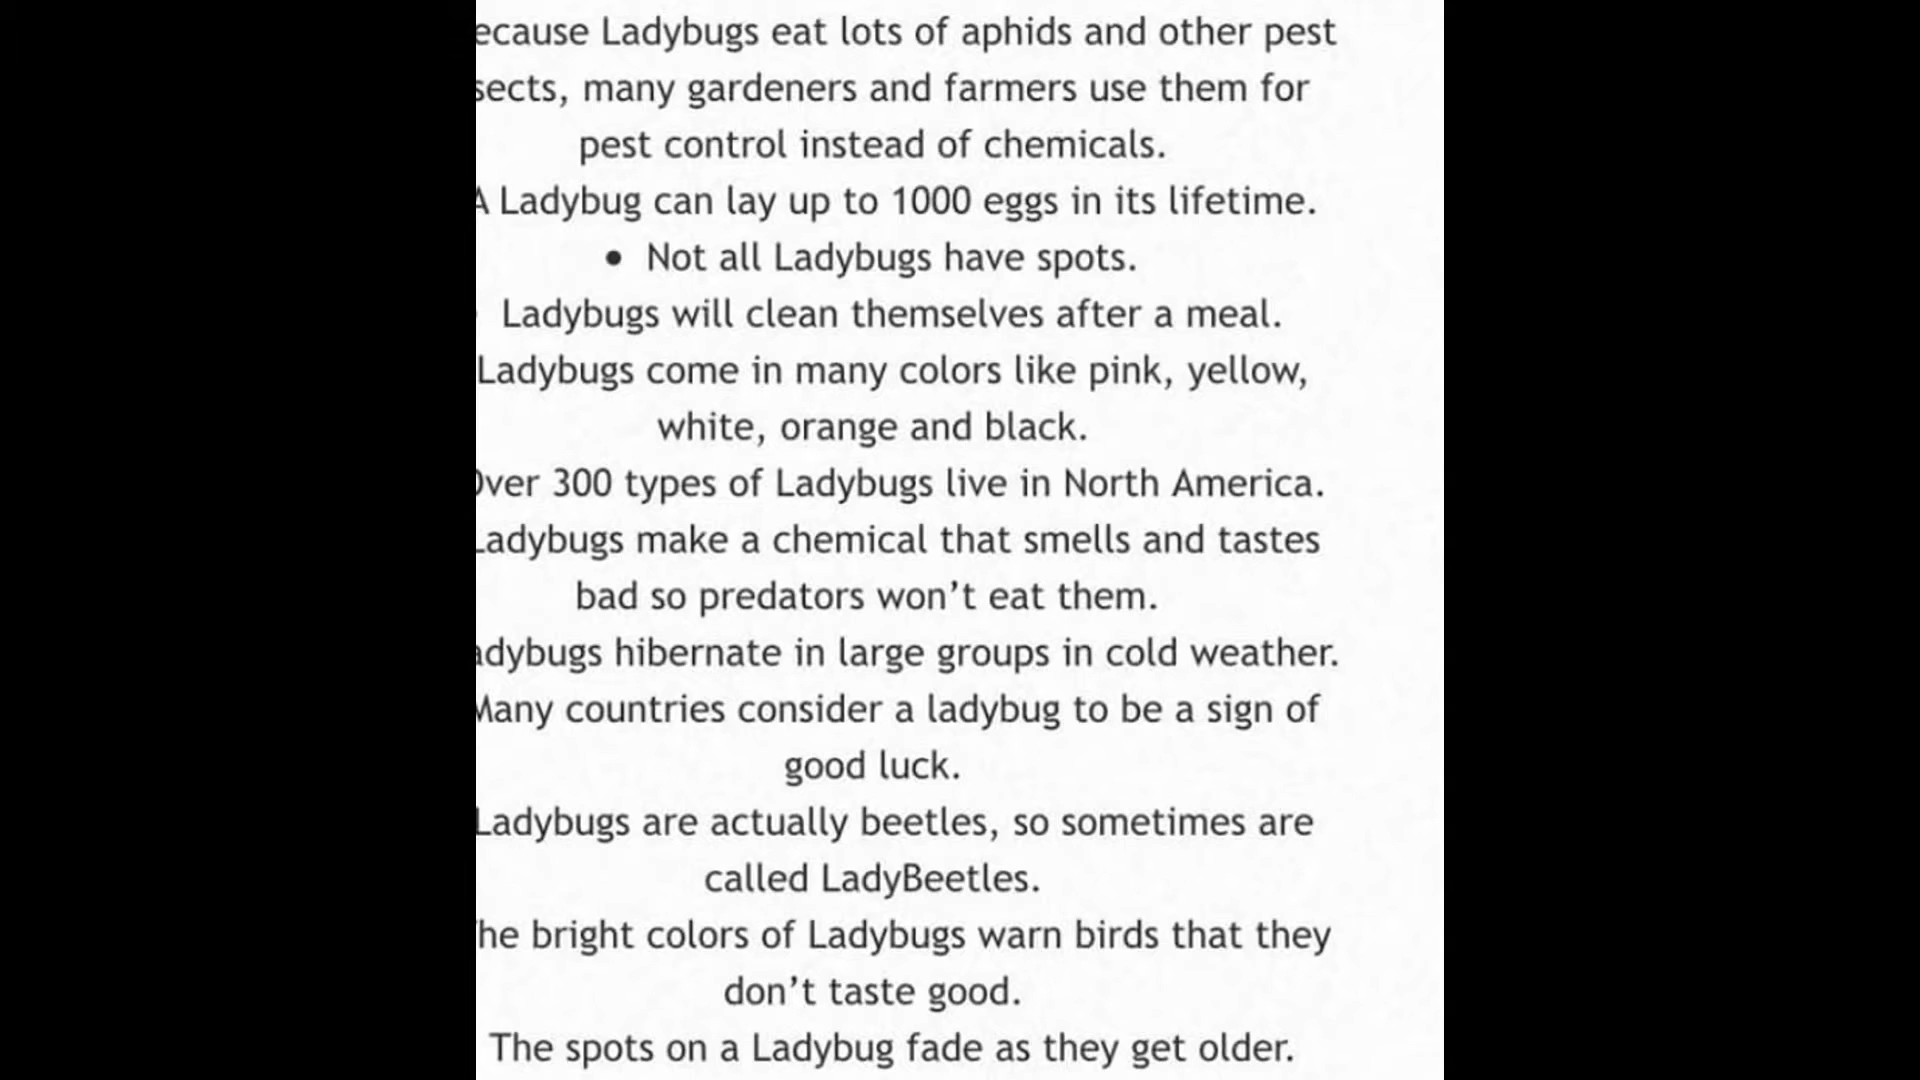 ecause Ladybugs eat lots of aphids and other pest
sects, many gardeners and farmers use them for
pest control instead of chemicals.
A Ladybug can lay up to 1000 eggs in its lifetime.
• Not all Ladybugs have spots.
Ladybugs will clean themselves after a meal.
Ladybugs come in many colors like pink, yellow,
white, orange and black.
Over 300 types of Ladybugs live in North America.
Ladybugs make a chemical that smells and tastes
bad so predators won’t eat them.
adybugs hibernate in large groups in cold weather.
Many countries consider a ladybug to be a sign of
good luck.
Ladybugs are actually beetles, so sometimes are
called LadyBeetles.
he bright colors of Ladybugs warn birds that they
don’t taste good.
The spots on a Ladybug fade as they get older.